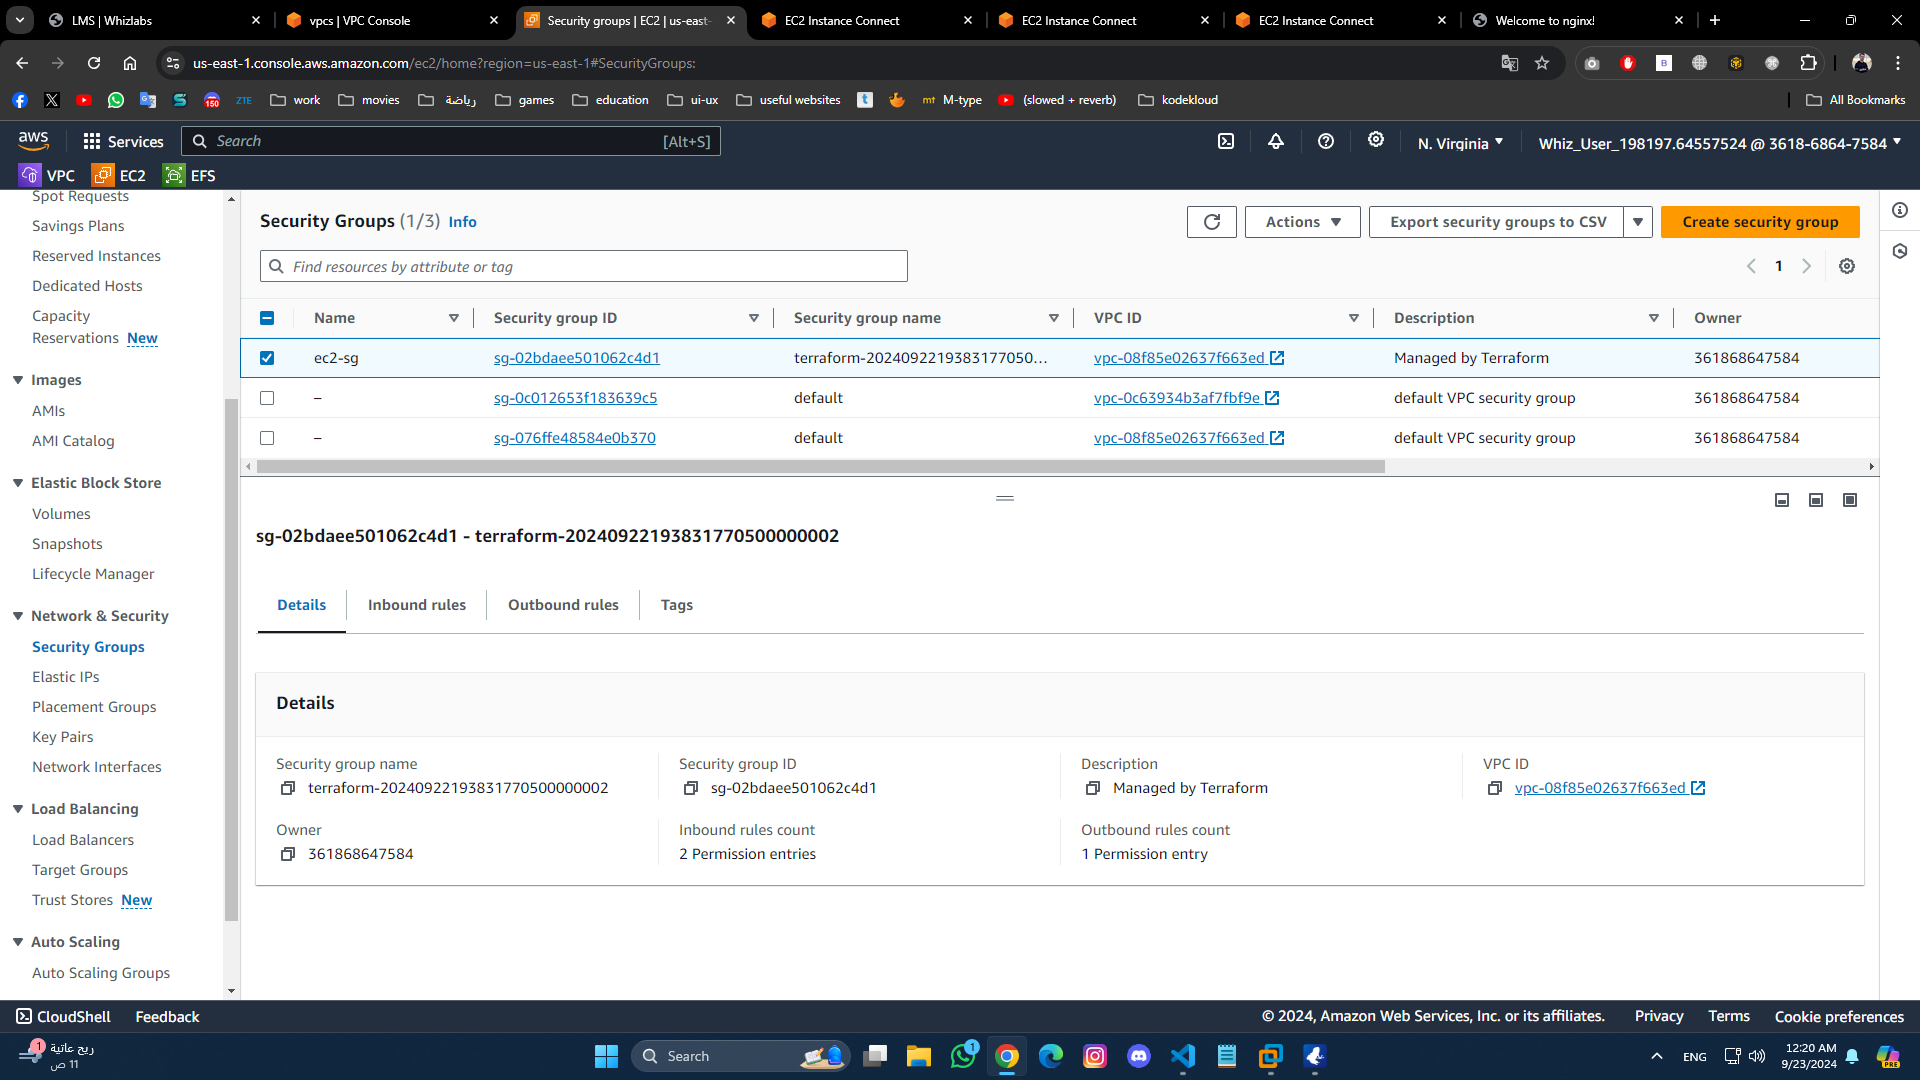 LMS | Whizlabs
vpcs | VPC Console
Security groups | EC2 | us-east-
EC2 Instance Connect
EC2 Instance Connect
EC2 Instance Connect
Welcome to nginx!
us-east-1.console.aws.amazon.com/ec2/home?region=us-east-1#SecurityGroups:
150
ZTE
work
movies
رياضة
games
education
ui-ux
useful websites
t
mt M-type
(slowed + reverb)
kodekloud
All Bookmarks
aws
Services
Search
[Alt+S]
N. Virginia
Whiz_User_198197.64557524 @ 3618-6864-7584
VPC
EC2
EFS
Spot Requests
Savings Plans
Reserved Instances
Dedicated Hosts
Capacity
Reservations New
Images
AMIs
AMI Catalog
Elastic Block Store
Volumes
Snapshots
Lifecycle Manager
Network & Security
Security Groups
Elastic IPs
Placement Groups
Key Pairs
Network Interfaces
Load Balancing
Load Balancers
Target Groups
Trust Stores New
Auto Scaling
Auto Scaling Groups
Security Groups (1/3) Info
Actions
Export security groups to CSV
Create security group
Find resources by attribute or tag
1
Name Security group ID Security group name VPC ID Description Owner
ec2-sg sg-02bdaee501062c4d1 terraform-2024092219383177050... vpc-08f85e02637f663ed Managed by Terraform 361868647584
– sg-0c012653f183639c5 default vpc-0c63934b3af7fbf9e default VPC security group 361868647584
– sg-076ffe48584e0b370 default vpc-08f85e02637f663ed default VPC security group 361868647584
sg-02bdaee501062c4d1 - terraform-20240922193831770500000002
Details
Inbound rules
Outbound rules
Tags
Details
Security group name
terraform-20240922193831770500000002
Security group ID
sg-02bdaee501062c4d1
Description
Managed by Terraform
VPC ID
vpc-08f85e02637f663ed
Owner
361868647584
Inbound rules count
2 Permission entries
Outbound rules count
1 Permission entry
CloudShell
Feedback
© 2024, Amazon Web Services, Inc. or its affiliates.
Privacy
Terms
Cookie preferences
1
ريح عاتية
11 ص
Search
1
ENG
12:20 AM
9/23/2024
PRE